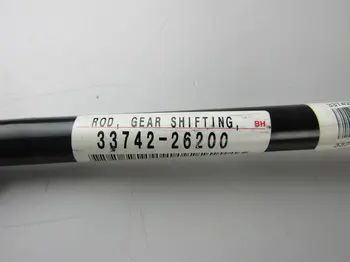 ROD, GEAR SHIFTING,
BH
33742-26200